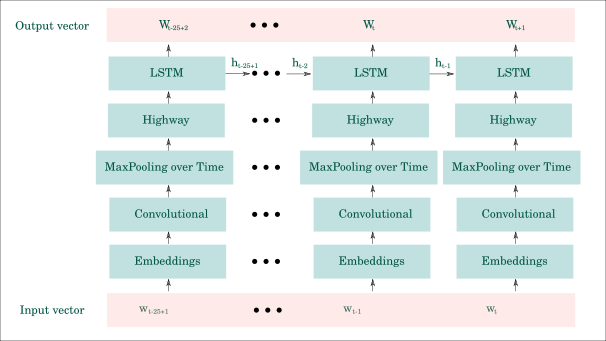 Output vector W_{t-25+2} ••• W_t W_{t+1}
h_{t-25+1} h_{t-2} h_{t-1}
LSTM ••• LSTM LSTM
Highway ••• Highway Highway
MaxPooling over Time ••• MaxPooling over Time MaxPooling over Time
Convolutional ••• Convolutional Convolutional
Embeddings ••• Embeddings Embeddings
Input vector w_{t-25+1} ••• w_{t-1} w_t